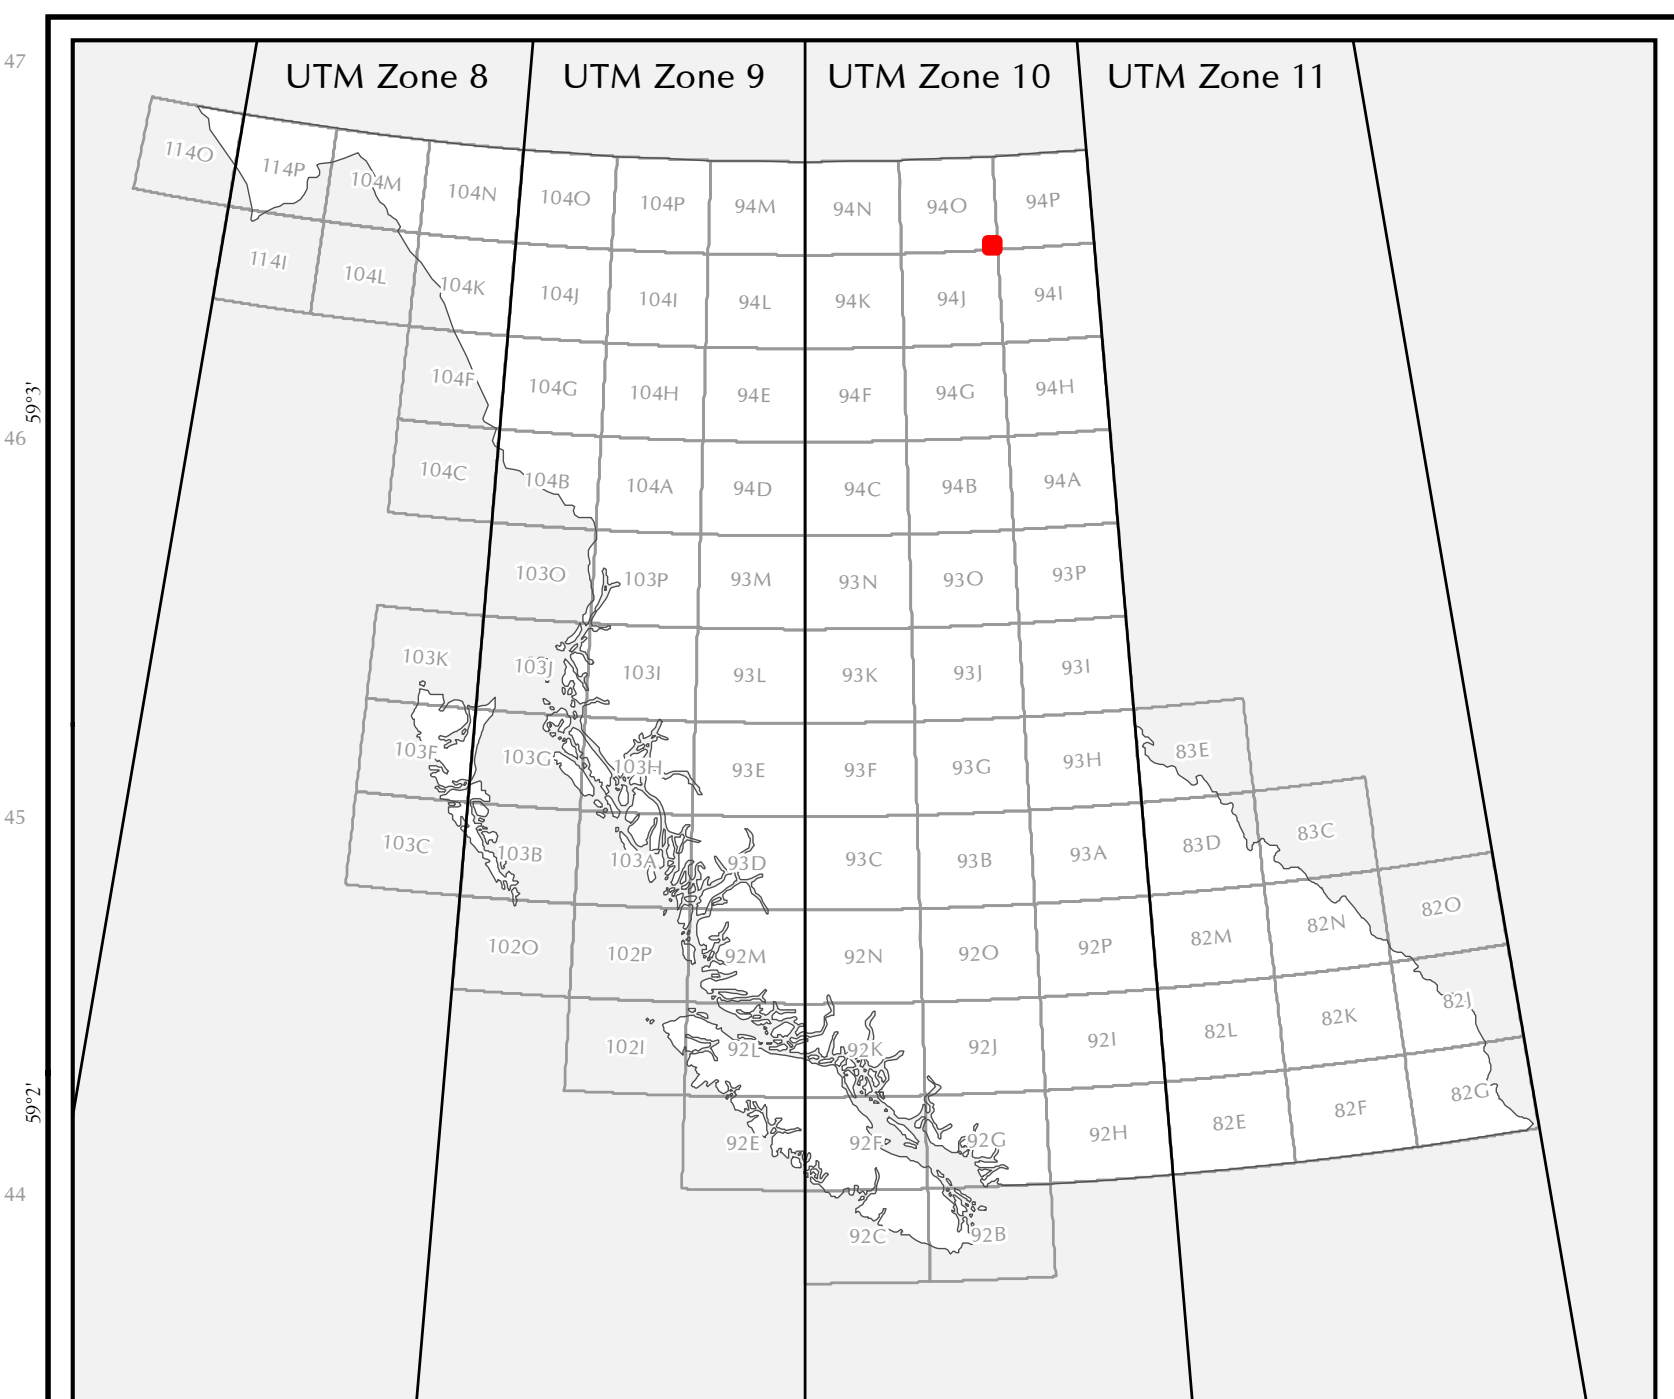 47
UTM Zone 8 UTM Zone 9 UTM Zone 10 UTM Zone 11
114O 114P 104M 104N 104O 104P 94M 94N 94O 94P
114I 104L 104K 104J 104I 94L 94K 94J 94I
59°3'
104F 104G 104H 94E 94F 94G 94H
46
104C 104B 104A 94D 94C 94B 94A
103O 103P 93M 93N 93O 93P
103K 103J 103I 93L 93K 93J 93I
103F 103G 103H 93E 93F 93G 93H 83E
45
103C 103B 103A 93D 93C 93B 93A 83D 83C
102O 102P 92M 92N 92O 92P 82M 82N 82O
102I 92L 92K 92J 92I 82L 82K 82J
59°2'
92E 92F 92G 92H 82E 82F 82G
44
92C 92B